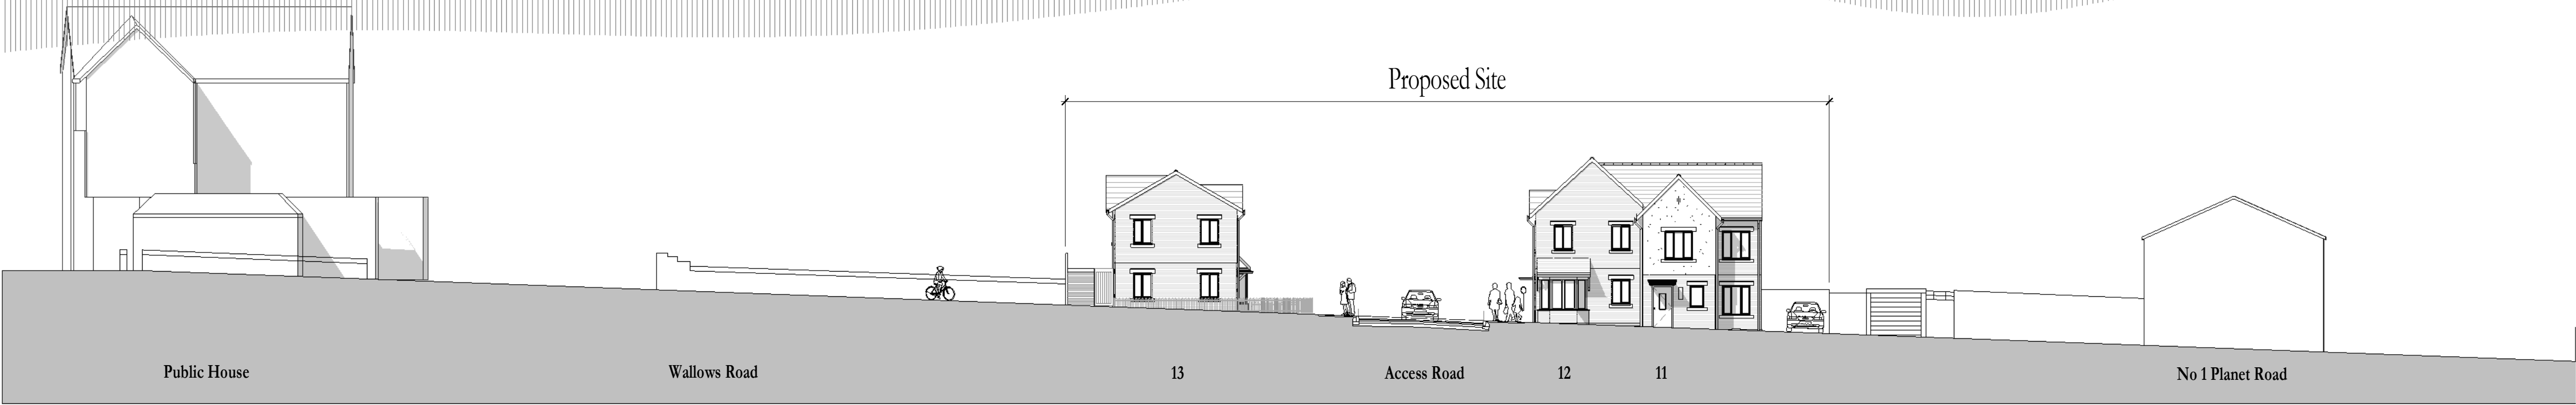 Proposed Site
Public House
Wallows Road
13
Access Road
12
11
No 1 Planet Road